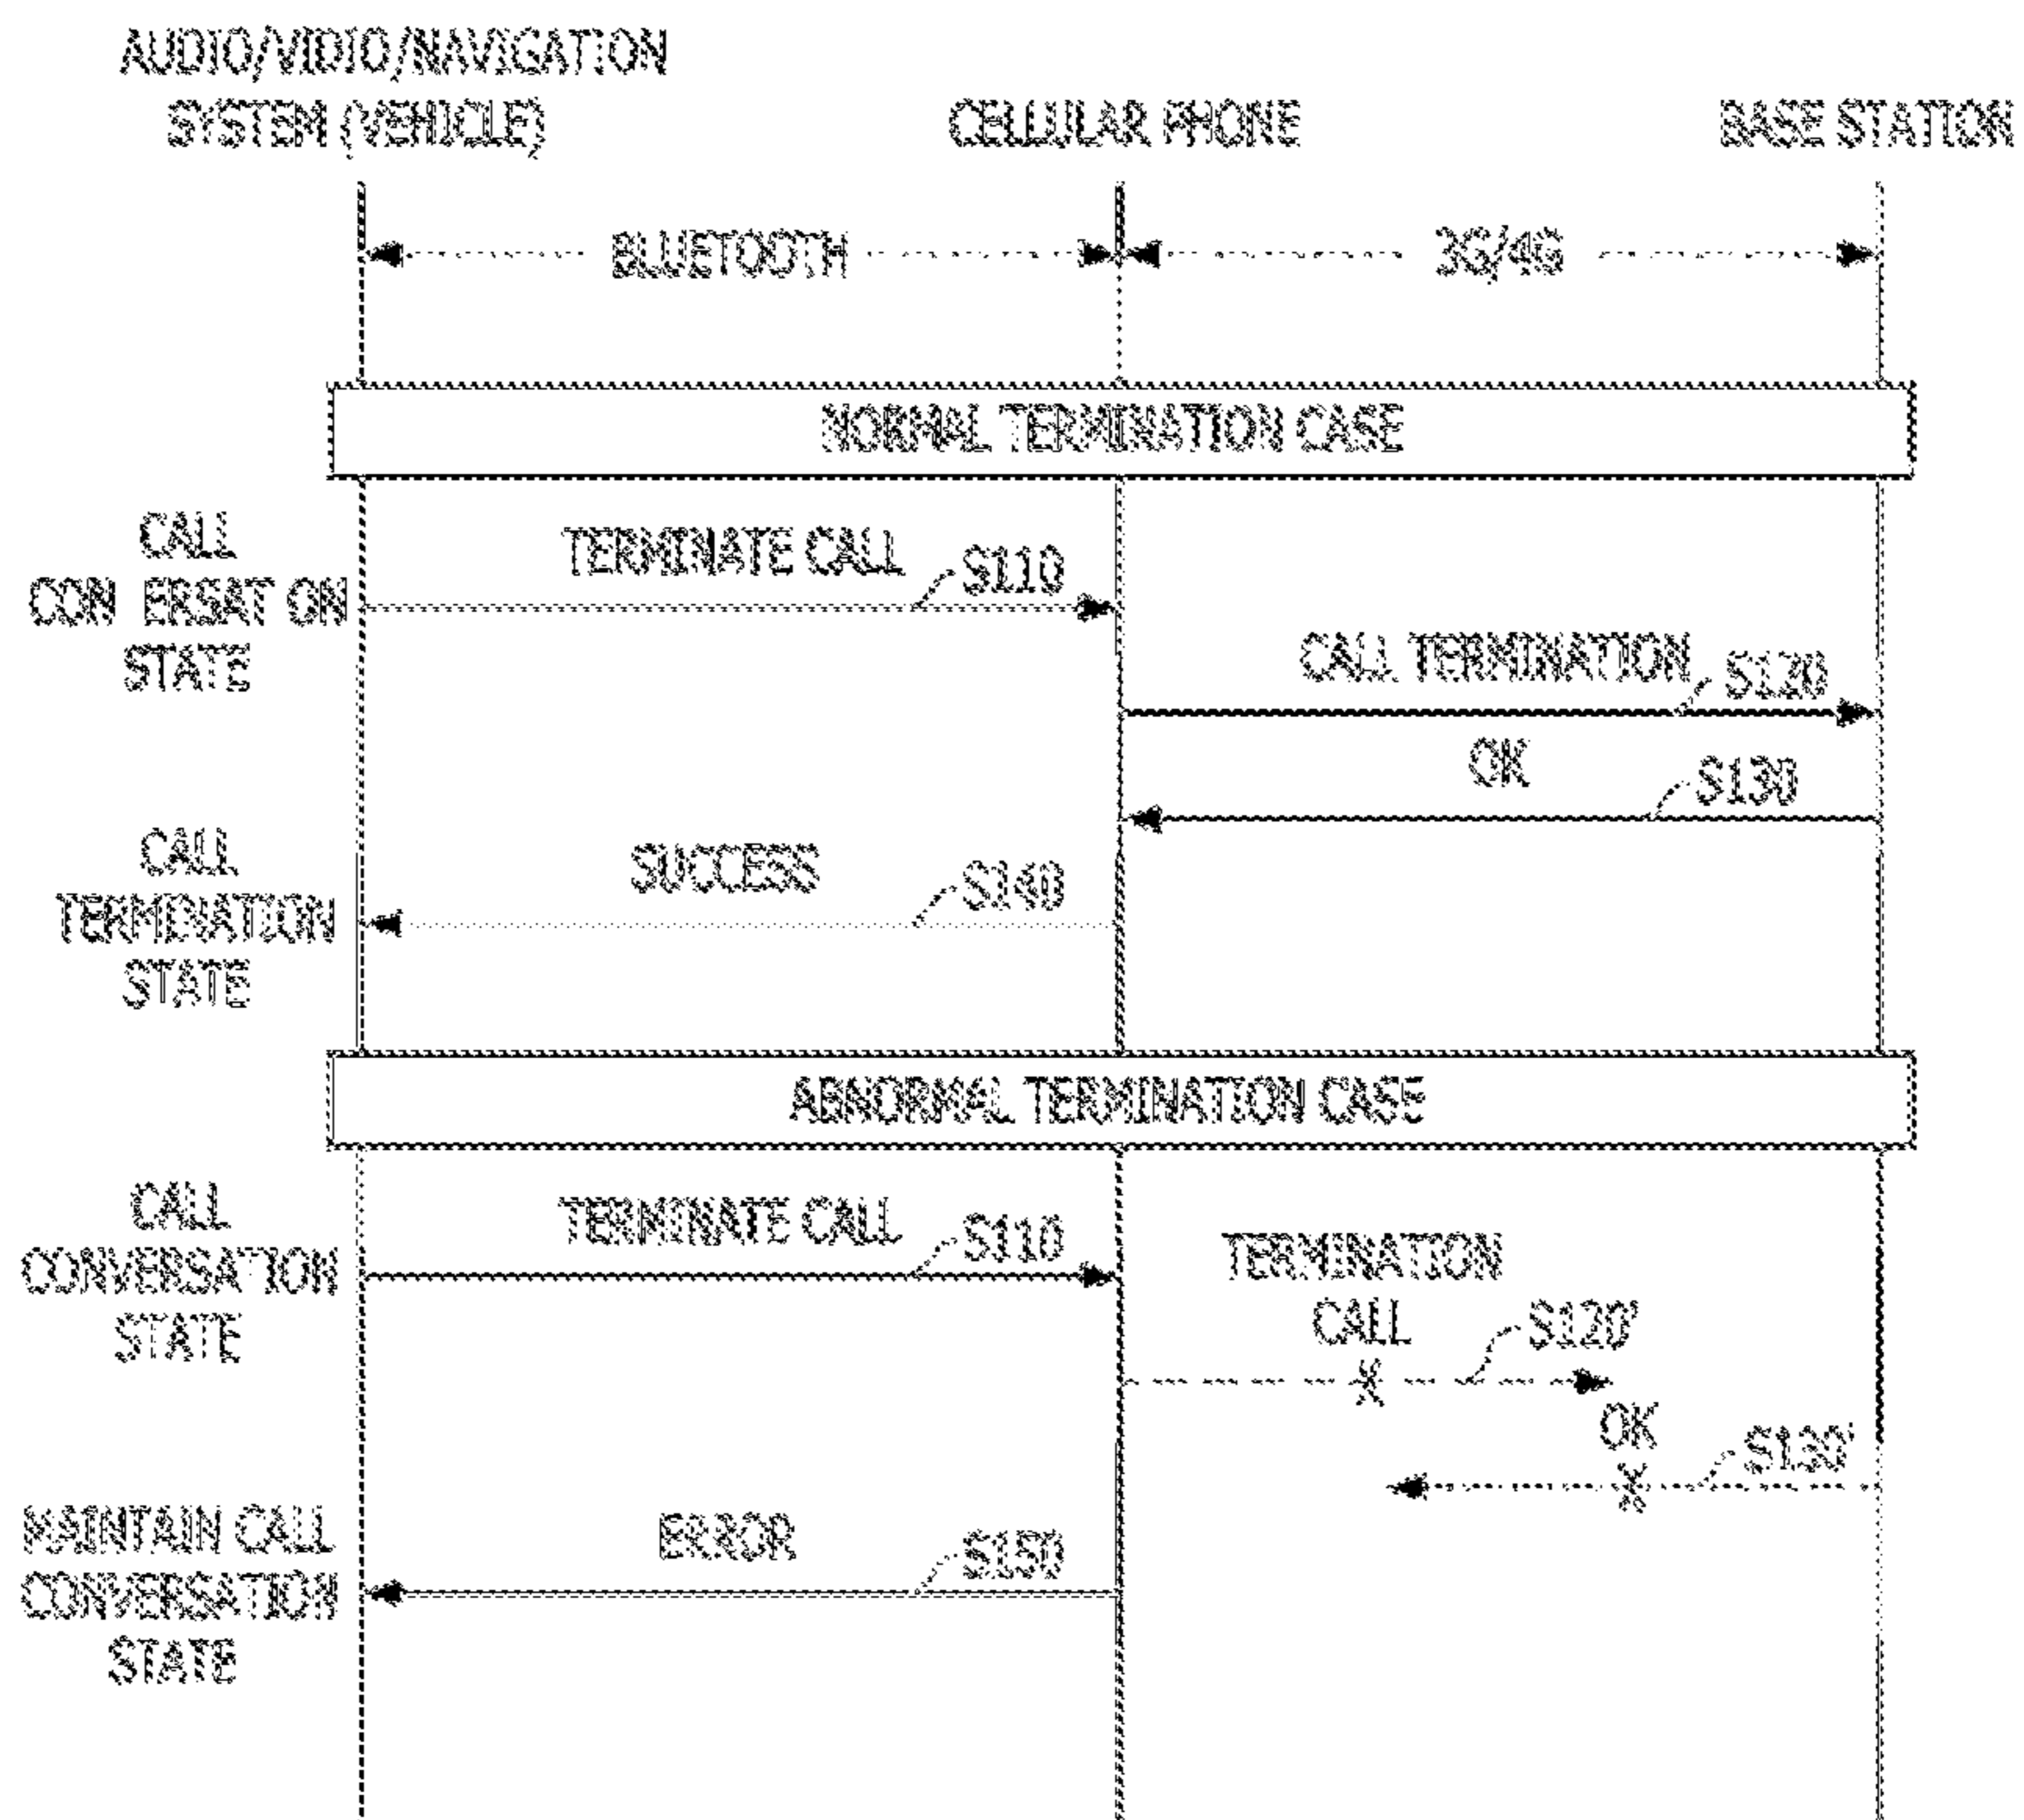 AUDIO/VIDIO/NAVIGATION
SYSTEM (VEHICLE)
CELLULAR PHONE
BASE STATION
BLUETOOTH
3G/4G
NORMAL TERMINATION CASE
CALL
CON ERSAT ON
STATE
TERMINATE CALL
S110
CALL TERMINATION
S120
OK
S130
CALL
TERMINATION
STATE
SUCCESS
S140
ABNORMAL TERMINATION CASE
CALL
CONVERSATION
STATE
TERMINATE CALL
S110
TERMINATION
CALL
S120'
OK
S130'
MAINTAIN CALL
CONVERSATION
STATE
ERROR
S150